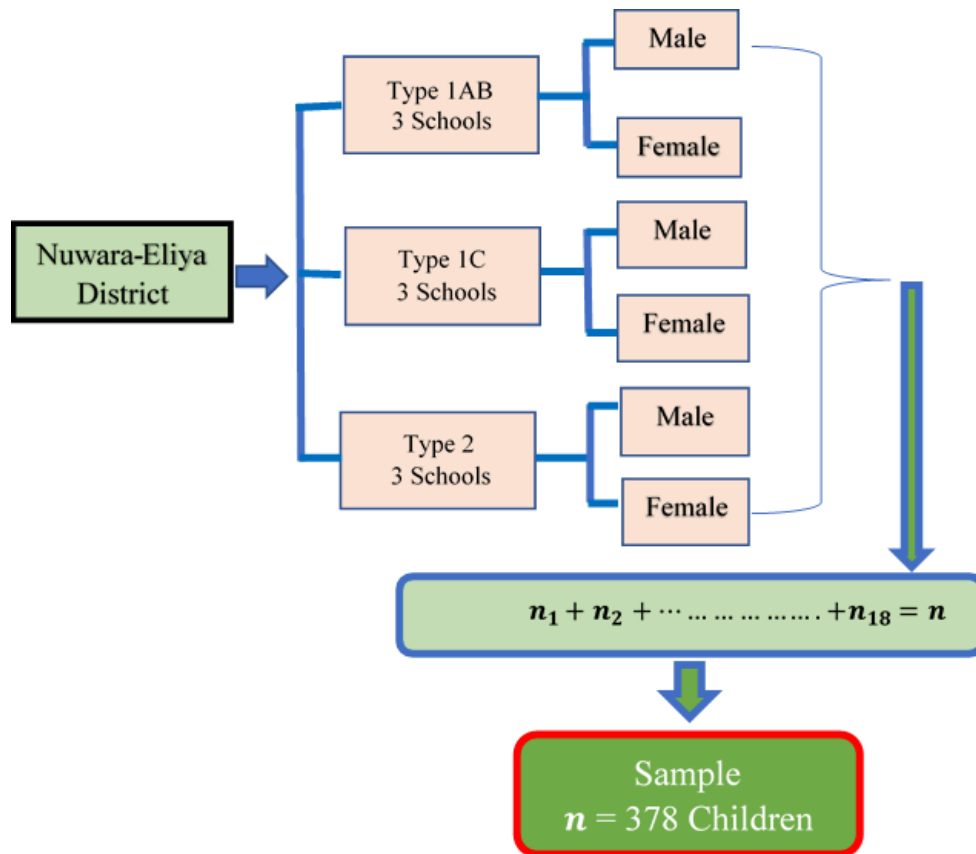 Nuwara-Eliya
District
Type 1AB
3 Schools
Male
Female
Type 1C
3 Schools
Male
Female
Type 2
3 Schools
Male
Female
n₁ + n₂ + ⋯ … … … … … . +n₁₈ = n
Sample
n = 378 Children